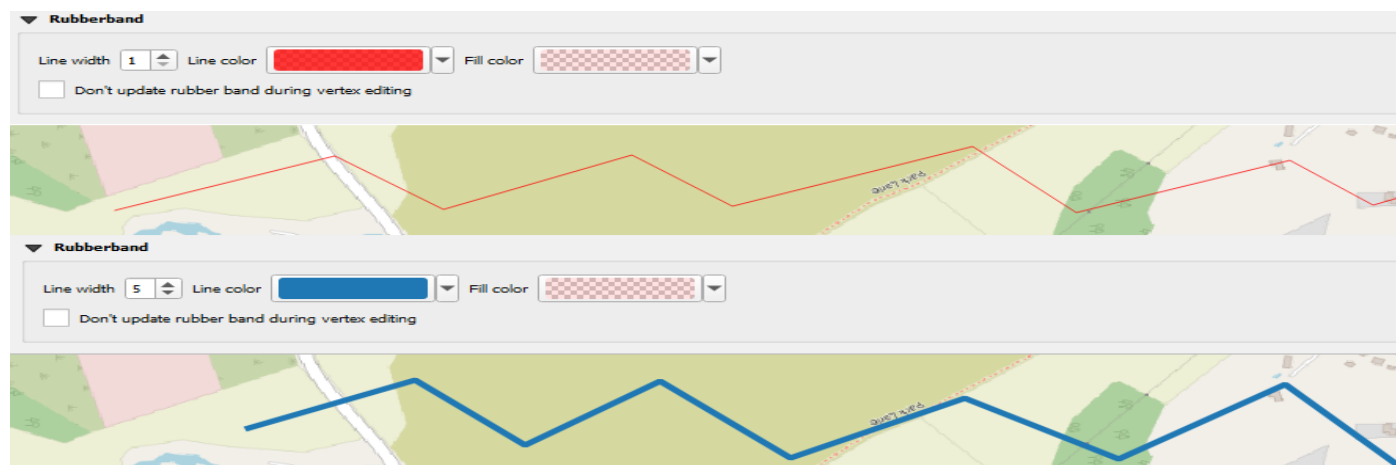 Rubberband
Line width 1 Line color Fill color
Don't update rubber band during vertex editing
Park Lane
Rubberband
Line width 5 Line color Fill color
Don't update rubber band during vertex editing
Park Lane